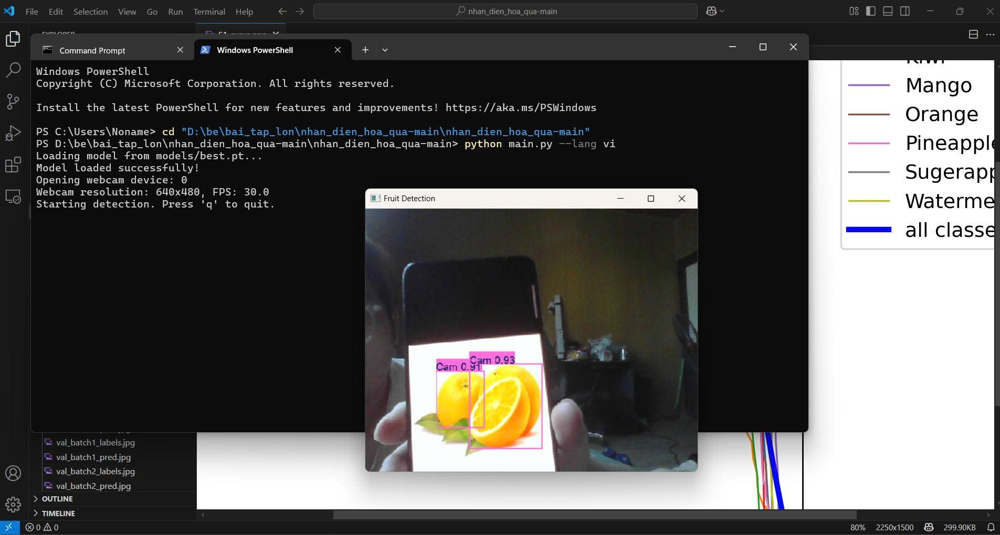 File Edit Selection View Go Run Terminal Help
nhan_dien_hoa_qua-main
Command Prompt
Windows PowerShell
Windows PowerShell
Copyright (C) Microsoft Corporation. All rights reserved.
Install the latest PowerShell for new features and improvements! https://aka.ms/PSWindows
PS C:\Users\Noname> cd "D:\be\bai_tap_lon\nhan_dien_hoa_qua-main\nhan_dien_hoa_qua-main"
PS D:\be\bai_tap_lon\nhan_dien_hoa_qua-main\nhan_dien_hoa_qua-main> python main.py --lang vi
Loading model from models/best.pt...
Model loaded successfully!
Opening webcam device: 0
Webcam resolution: 640x480, FPS: 30.0
Starting detection. Press 'q' to quit.
Fruit Detection
Cam 0.93
Cam 0.91
Mango
Orange
Pineapple
Sugerapp
Waterme
all classe
val_batch1_labels.jpg
val_batch1_pred.jpg
val_batch2_labels.jpg
val_batch2_pred.jpg
OUTLINE
TIMELINE
0 0
80% 2250x1500 299.90KB